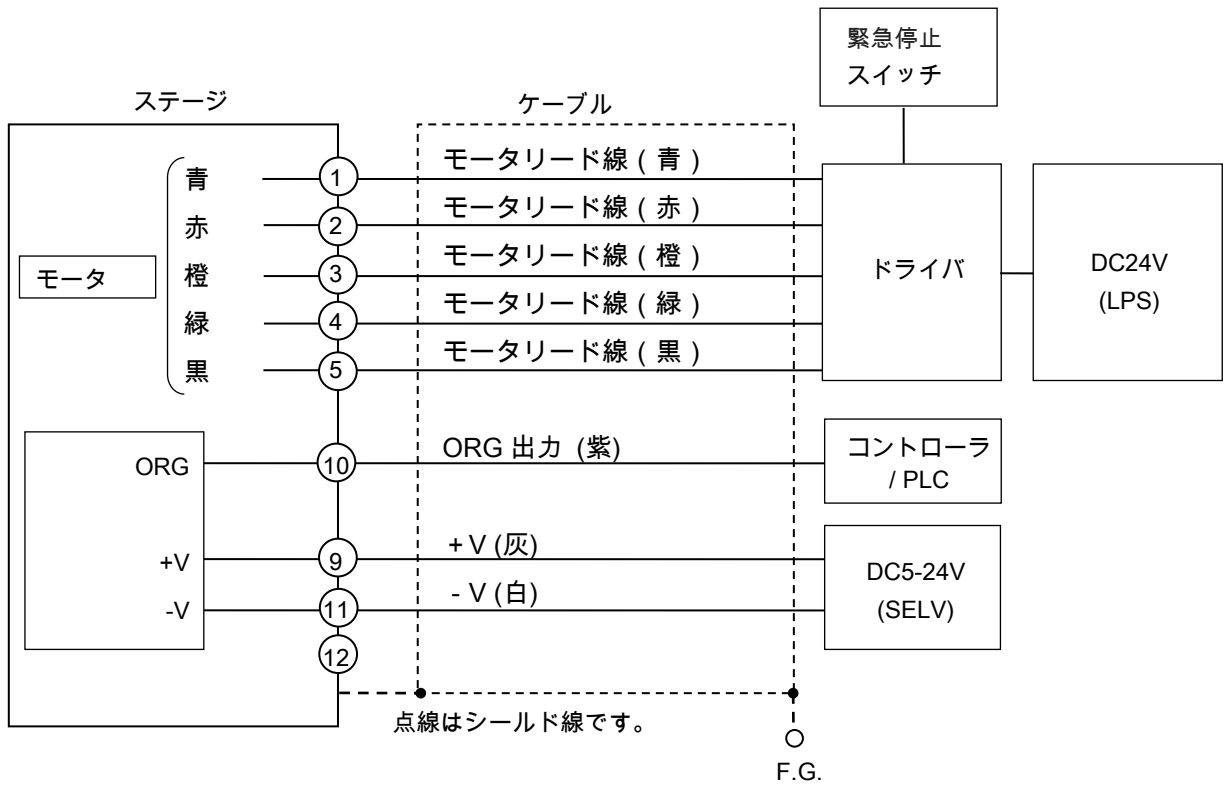 緊急停止
スイッチ
ステージ
ケーブル
青
1
モータリード線 ( 青 )
赤
2
モータリード線 ( 赤 )
モータ
橙
3
モータリード線 ( 橙 )
ドライバ
DC24V
(LPS)
緑
4
モータリード線 ( 緑 )
黒
5
モータリード線 ( 黒 )
ORG
10
ORG 出力 (紫)
コントローラ
/ PLC
+V
9
+ V (灰)
DC5-24V
(SELV)
-V
11
- V (白)
12
点線はシールド線です。
F.G.